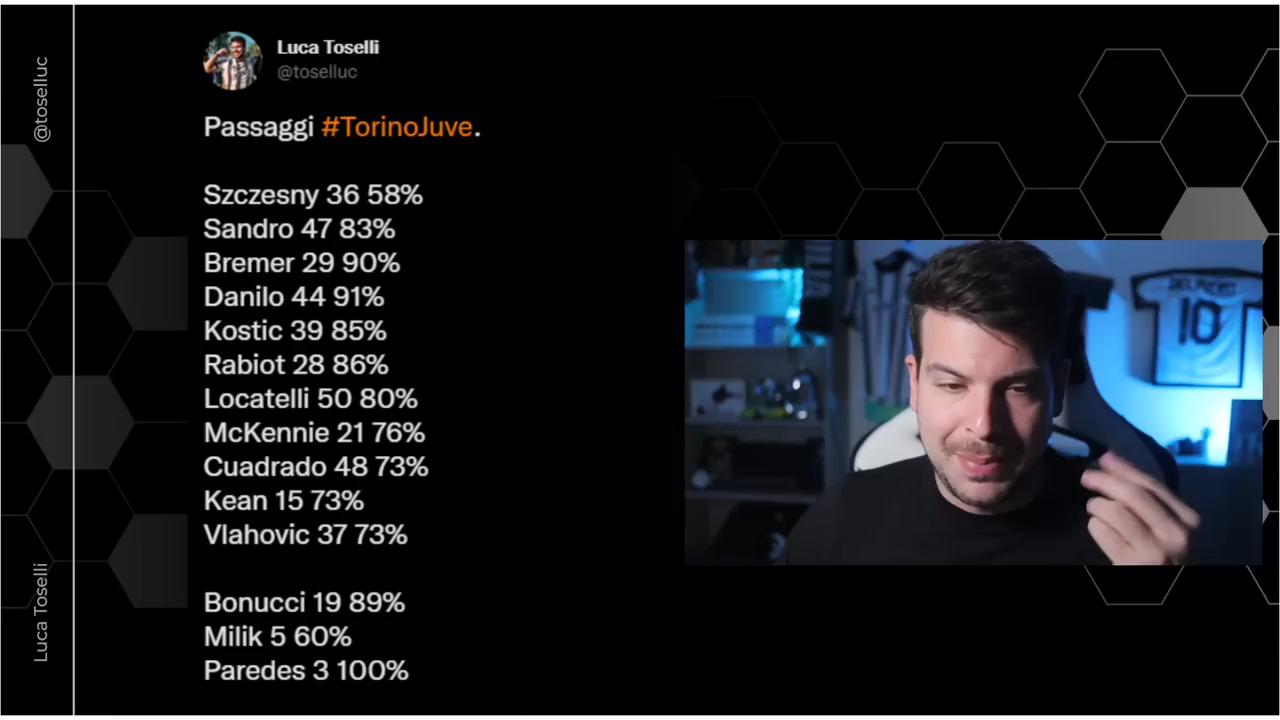 @toselluc
Luca Toselli
Luca Toselli
@toselluc
Passaggi #TorinoJuve.
Szczesny 36 58%
Sandro 47 83%
Bremer 29 90%
Danilo 44 91%
Kostic 39 85%
Rabiot 28 86%
Locatelli 50 80%
McKennie 21 76%
Cuadrado 48 73%
Kean 15 73%
Vlahovic 37 73%
Bonucci 19 89%
Milik 5 60%
Paredes 3 100%
10